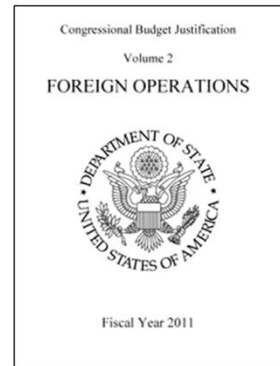 Congressional Budget Justification
Volume 2
FOREIGN OPERATIONS
DEPARTMENT OF STATE
UNITED STATES OF AMERICA
Fiscal Year 2011